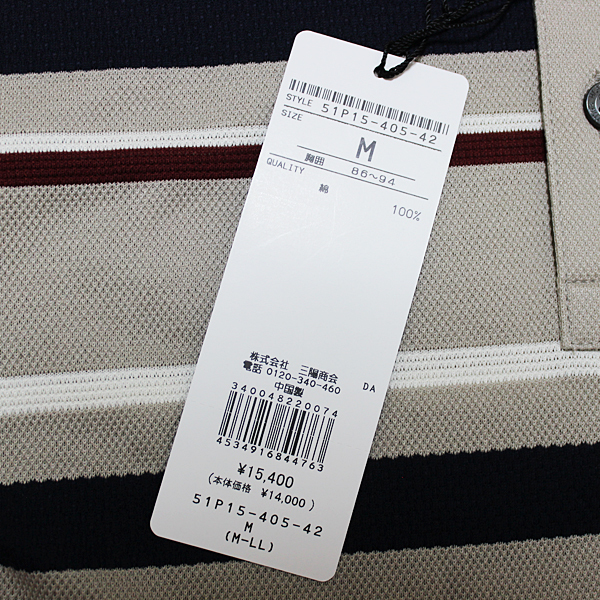 STYLE 51P15-405-42
SIZE M
胸囲 86〜94
QUALITY
綿 100%
株式会社 三陽商会
電話 0120-340-460
中国製
DA
340048220074
4534916844763
¥15,400
(本体価格 ¥14,000)
51P15-405-42
M
(M-LL)